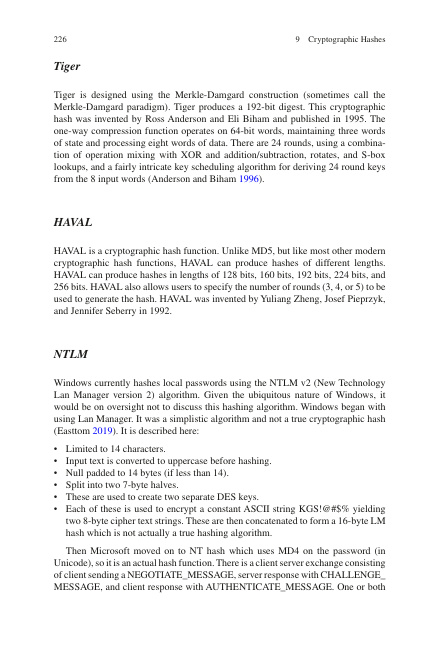 226
9 Cryptographic Hashes
Tiger
Tiger is designed using the Merkle-Damgard construction (sometimes call the
Merkle-Damgard paradigm). Tiger produces a 192-bit digest. This cryptographic
hash was invented by Ross Anderson and Eli Biham and published in 1995. The
one-way compression function operates on 64-bit words, maintaining three words
of state and processing eight words of data. There are 24 rounds, using a combina-
tion of operation mixing with XOR and addition/subtraction, rotates, and S-box
lookups, and a fairly intricate key scheduling algorithm for deriving 24 round keys
from the 8 input words (Anderson and Biham 1996).
HAVAL
HAVAL is a cryptographic hash function. Unlike MD5, but like most other modern
cryptographic hash functions, HAVAL can produce hashes of different lengths.
HAVAL can produce hashes in lengths of 128 bits, 160 bits, 192 bits, 224 bits, and
256 bits. HAVAL also allows users to specify the number of rounds (3, 4, or 5) to be
used to generate the hash. HAVAL was invented by Yuliang Zheng, Josef Pieprzyk,
and Jennifer Seberry in 1992.
NTLM
Windows currently hashes local passwords using the NTLM v2 (New Technology
Lan Manager version 2) algorithm. Given the ubiquitous nature of Windows, it
would be on oversight not to discuss this hashing algorithm. Windows began with
using Lan Manager. It was a simplistic algorithm and not a true cryptographic hash
(Easttom 2019). It is described here:
• Limited to 14 characters.
• Input text is converted to uppercase before hashing.
• Null padded to 14 bytes (if less than 14).
• Split into two 7-byte halves.
• These are used to create two separate DES keys.
• Each of these is used to encrypt a constant ASCII string KGS!@#$% yielding
two 8-byte cipher text strings. These are then concatenated to form a 16-byte LM
hash which is not actually a true hashing algorithm.
Then Microsoft moved on to NT hash which uses MD4 on the password (in
Unicode), so it is an actual hash function. There is a client server exchange consisting
of client sending a NEGOTIATE_MESSAGE, server response with CHALLENGE_
MESSAGE, and client response with AUTHENTICATE_MESSAGE. One or both